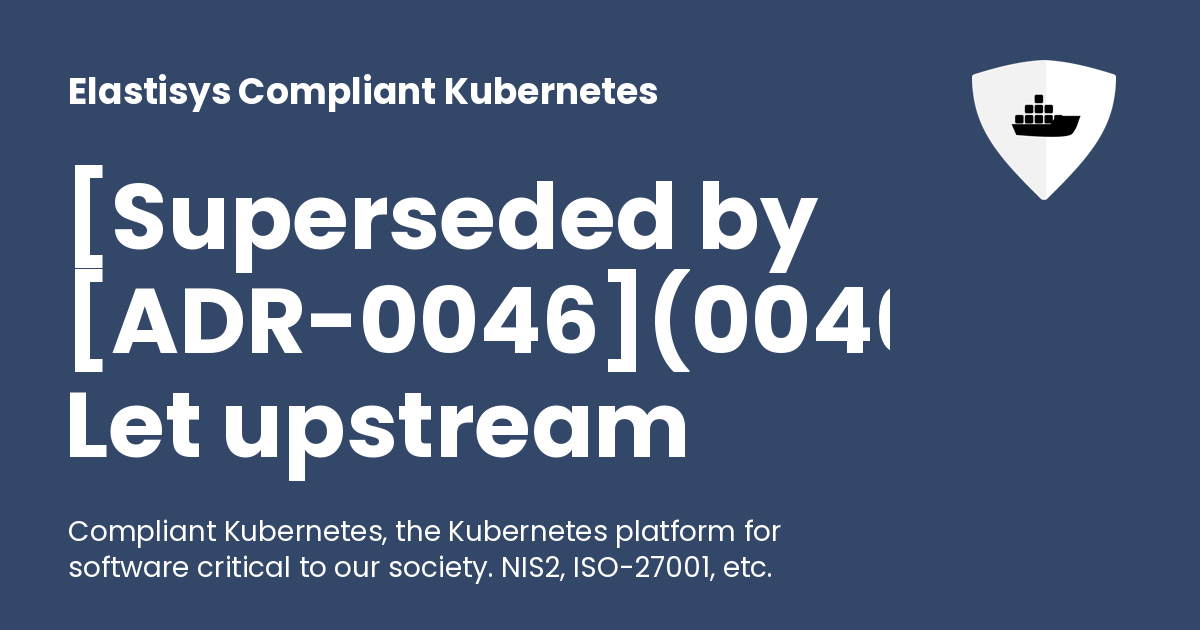 Elastisys Compliant Kubernetes
[Superseded by
[ADR-0046](004
Let upstream
Compliant Kubernetes, the Kubernetes platform for
software critical to our society. NIS2, ISO-27001, etc.